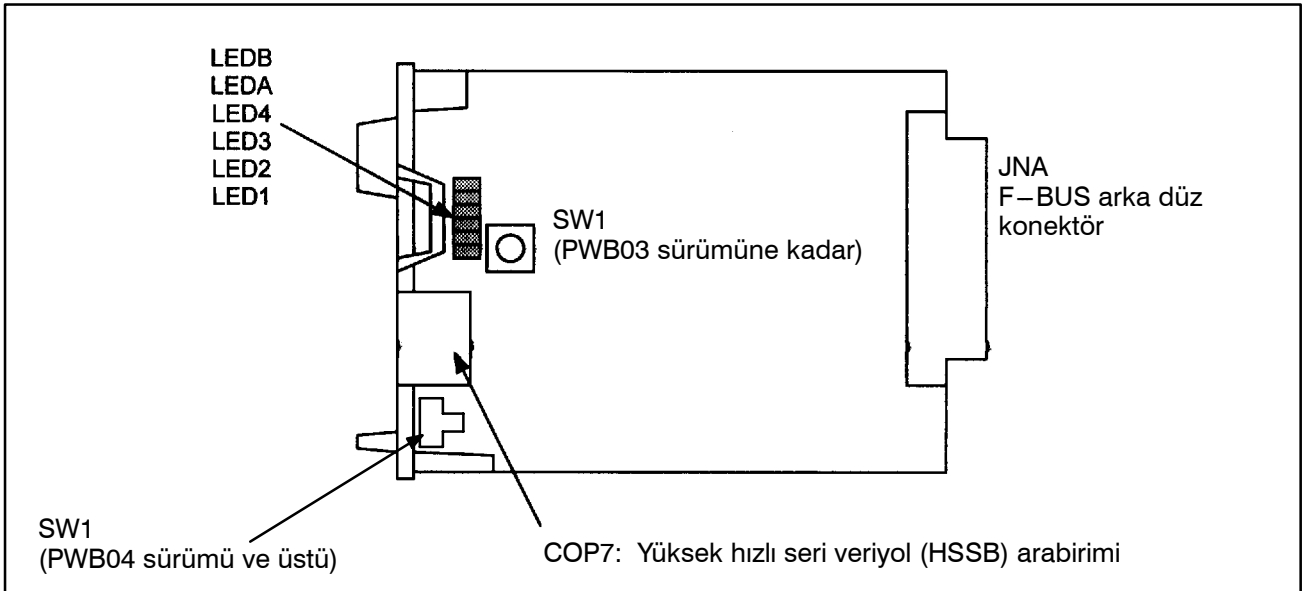 LEDB
LEDA
LED4
LED3
LED2
LED1
SW1
(PWB03 sürümüne kadar)
JNA
F−BUS arka düz
konektör
SW1
(PWB04 sürümü ve üstü)
COP7: Yüksek hızlı seri veriyol (HSSB) arabirimi